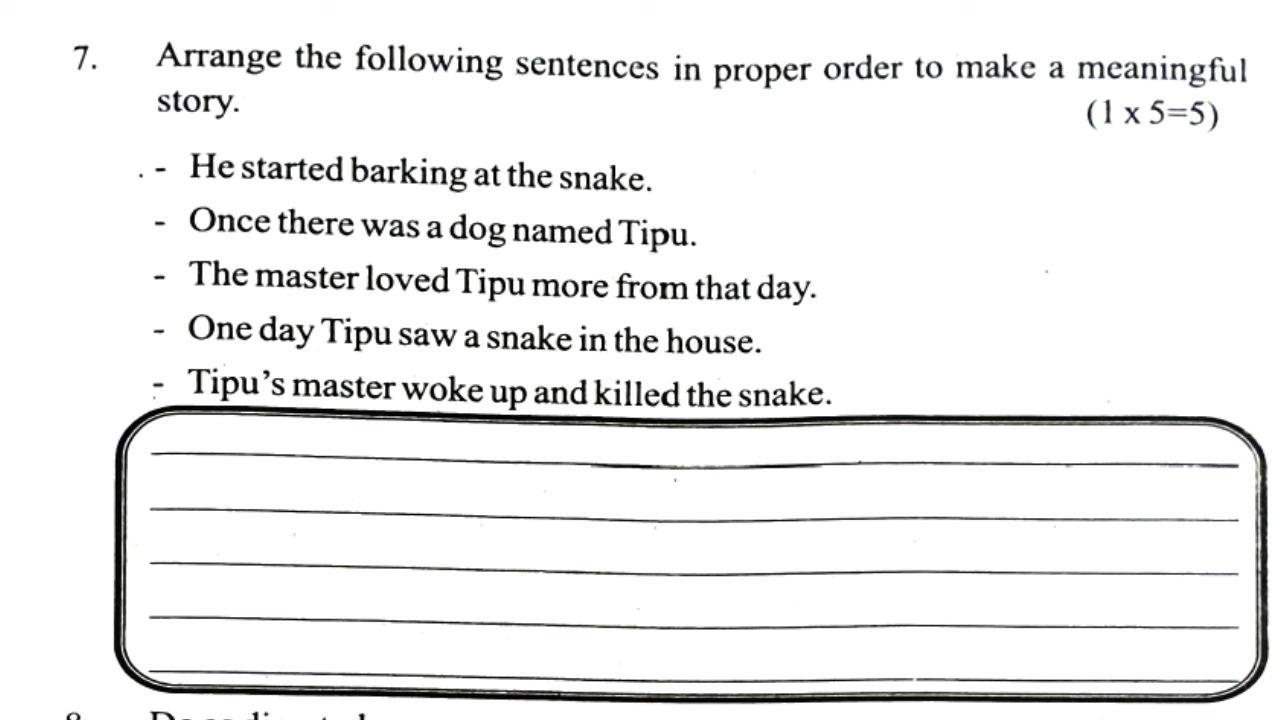 7. Arrange the following sentences in proper order to make a meaningful
story. (1 x 5=5)
- He started barking at the snake.
- Once there was a dog named Tipu.
- The master loved Tipu more from that day.
- One day Tipu saw a snake in the house.
- Tipu's master woke up and killed the snake.